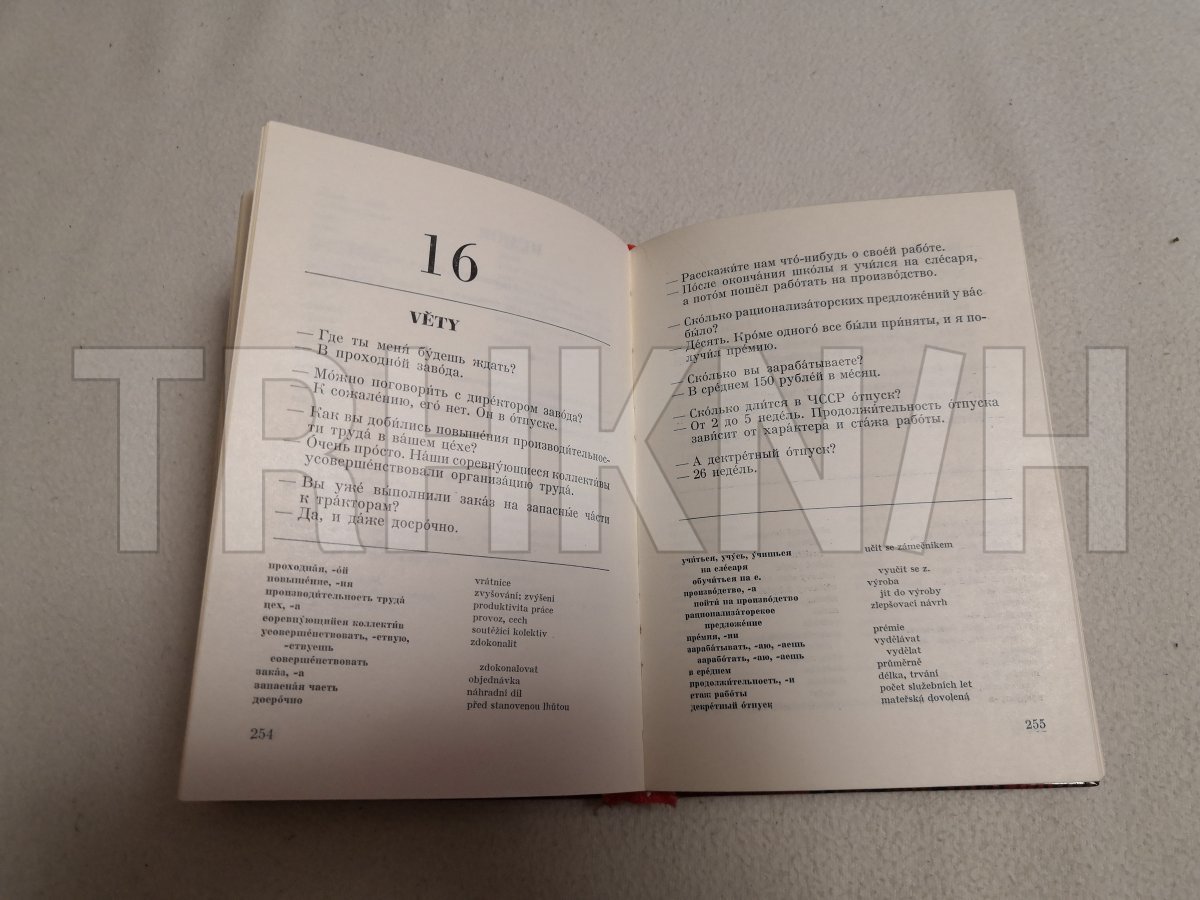 16
VĚTY
— Где ты меня́ бу́дешь ждать?
— В проходно́й заво́да.
— Мо́жно поговори́ть с дире́ктором заво́да?
— К сожале́нию, его́ нет. Он в о́тпуске.
— Как вы доби́лись повыше́ния производи́тельнос-
ти труда́ в ва́шем це́хе?
О́чень про́сто. На́ши соревну́ющиеся коллекти́вы
усоверше́нствовали организа́цию труда́.
— Вы уже́ вы́полнили зака́з на запасны́е ча́сти
к тра́кторам?
— Да, и да́же досро́чно.
проходна́я, -о́й vrátnice
повыше́ние, -ия zvyšování; zvýšení
производи́тельность труда́ produktivita práce
цех, -а provoz, cech
соревну́ющийся коллекти́в soutěžící kolektiv
усоверше́нствовать, -ствую, zdokonalit
-ствуешь
соверше́нствовать zdokonalovat
зака́з, -а objednávka
запасна́я часть náhradní díl
досро́чно před stanovenou lhůtou
254
— Расскажи́те нам что́-нибудь о свое́й рабо́те.
— По́сле оконча́ния шко́лы я учи́лся на сле́саря,
а пото́м пошёл рабо́тать на произво́дство.
— Ско́лько рационализа́торских предложе́ний у вас
бы́ло?
— Де́сять. Кро́ме одного́ все бы́ли при́няты, и я по-
лучи́л пре́мию.
— Ско́лько вы зараба́тываете?
— В сре́днем 150 рубле́й в ме́сяц.
— Ско́лько дли́тся в ЧССР о́тпуск?
— От 2 до 5 неде́ль. Продолжи́тельность о́тпуска
зави́сит от хара́ктера и ста́жа рабо́ты.
— А дектре́тный о́тпуск?
— 26 неде́ль.
учи́ться, учу́сь, у́чишься učit se zámečníkem
на сле́саря
обучи́ться на с. vyučit se z.
произво́дство, -а výroba
пойти́ на произво́дство jít do výroby
рационализа́торское zlepšovací návrh
предложе́ние
пре́мия, -ии prémie
зараба́тывать, -аю, -аешь vydělávat
зарабо́тать, -аю, -аешь vydělat
в сре́днем průměrně
продолжи́тельность, -и délka, trvání
стаж рабо́ты počet služebních let
декре́тный о́тпуск mateřská dovolená
255
TRHKNIH